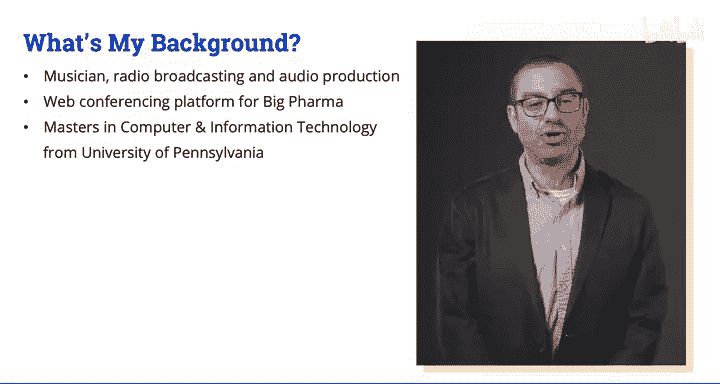 What's My Background?
• Musician, radio broadcasting and audio production
• Web conferencing platform for Big Pharma
• Masters in Computer & Information Technology
from University of Pennsylvania